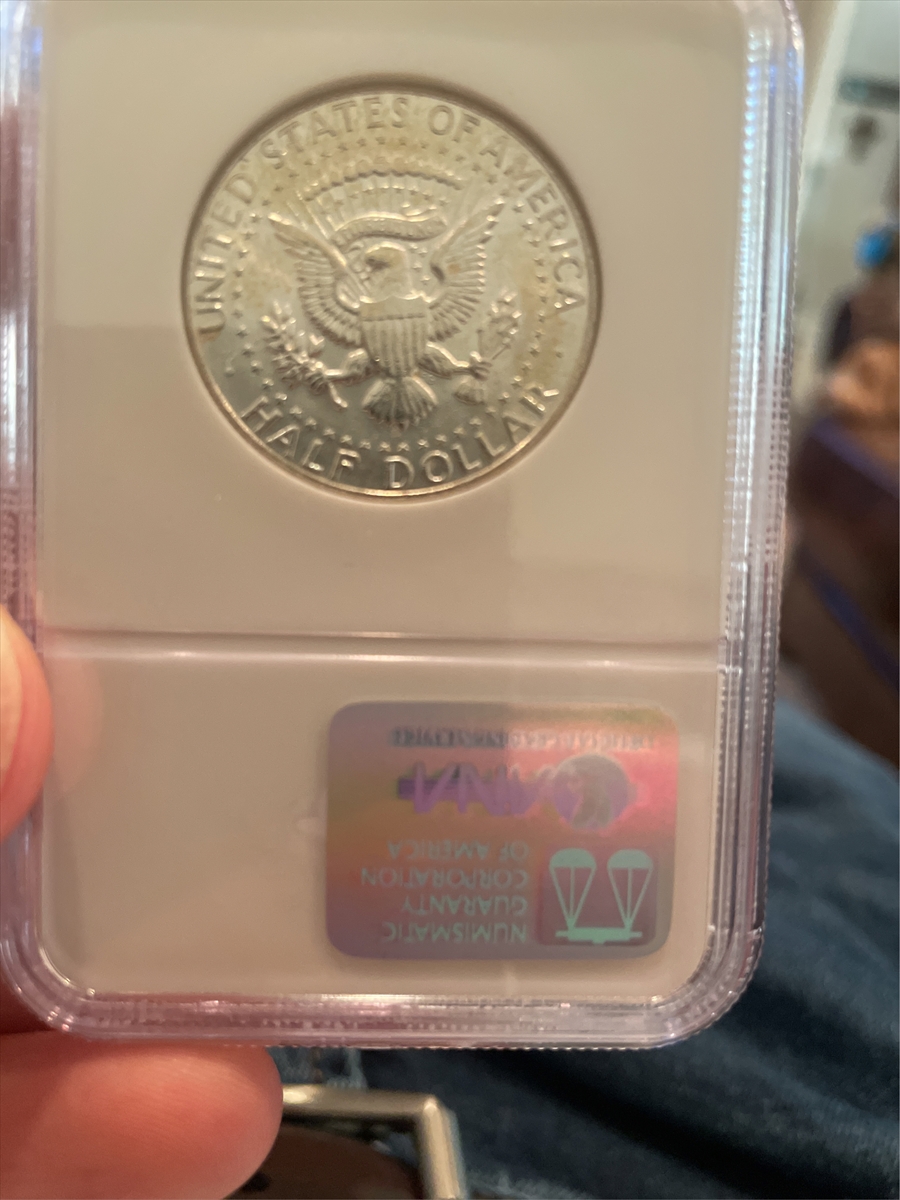 UNITED STATES OF AMERICA
HALF DOLLAR
NUMISMATIC
GUARANTY
CORPORATION
OF AMERICA